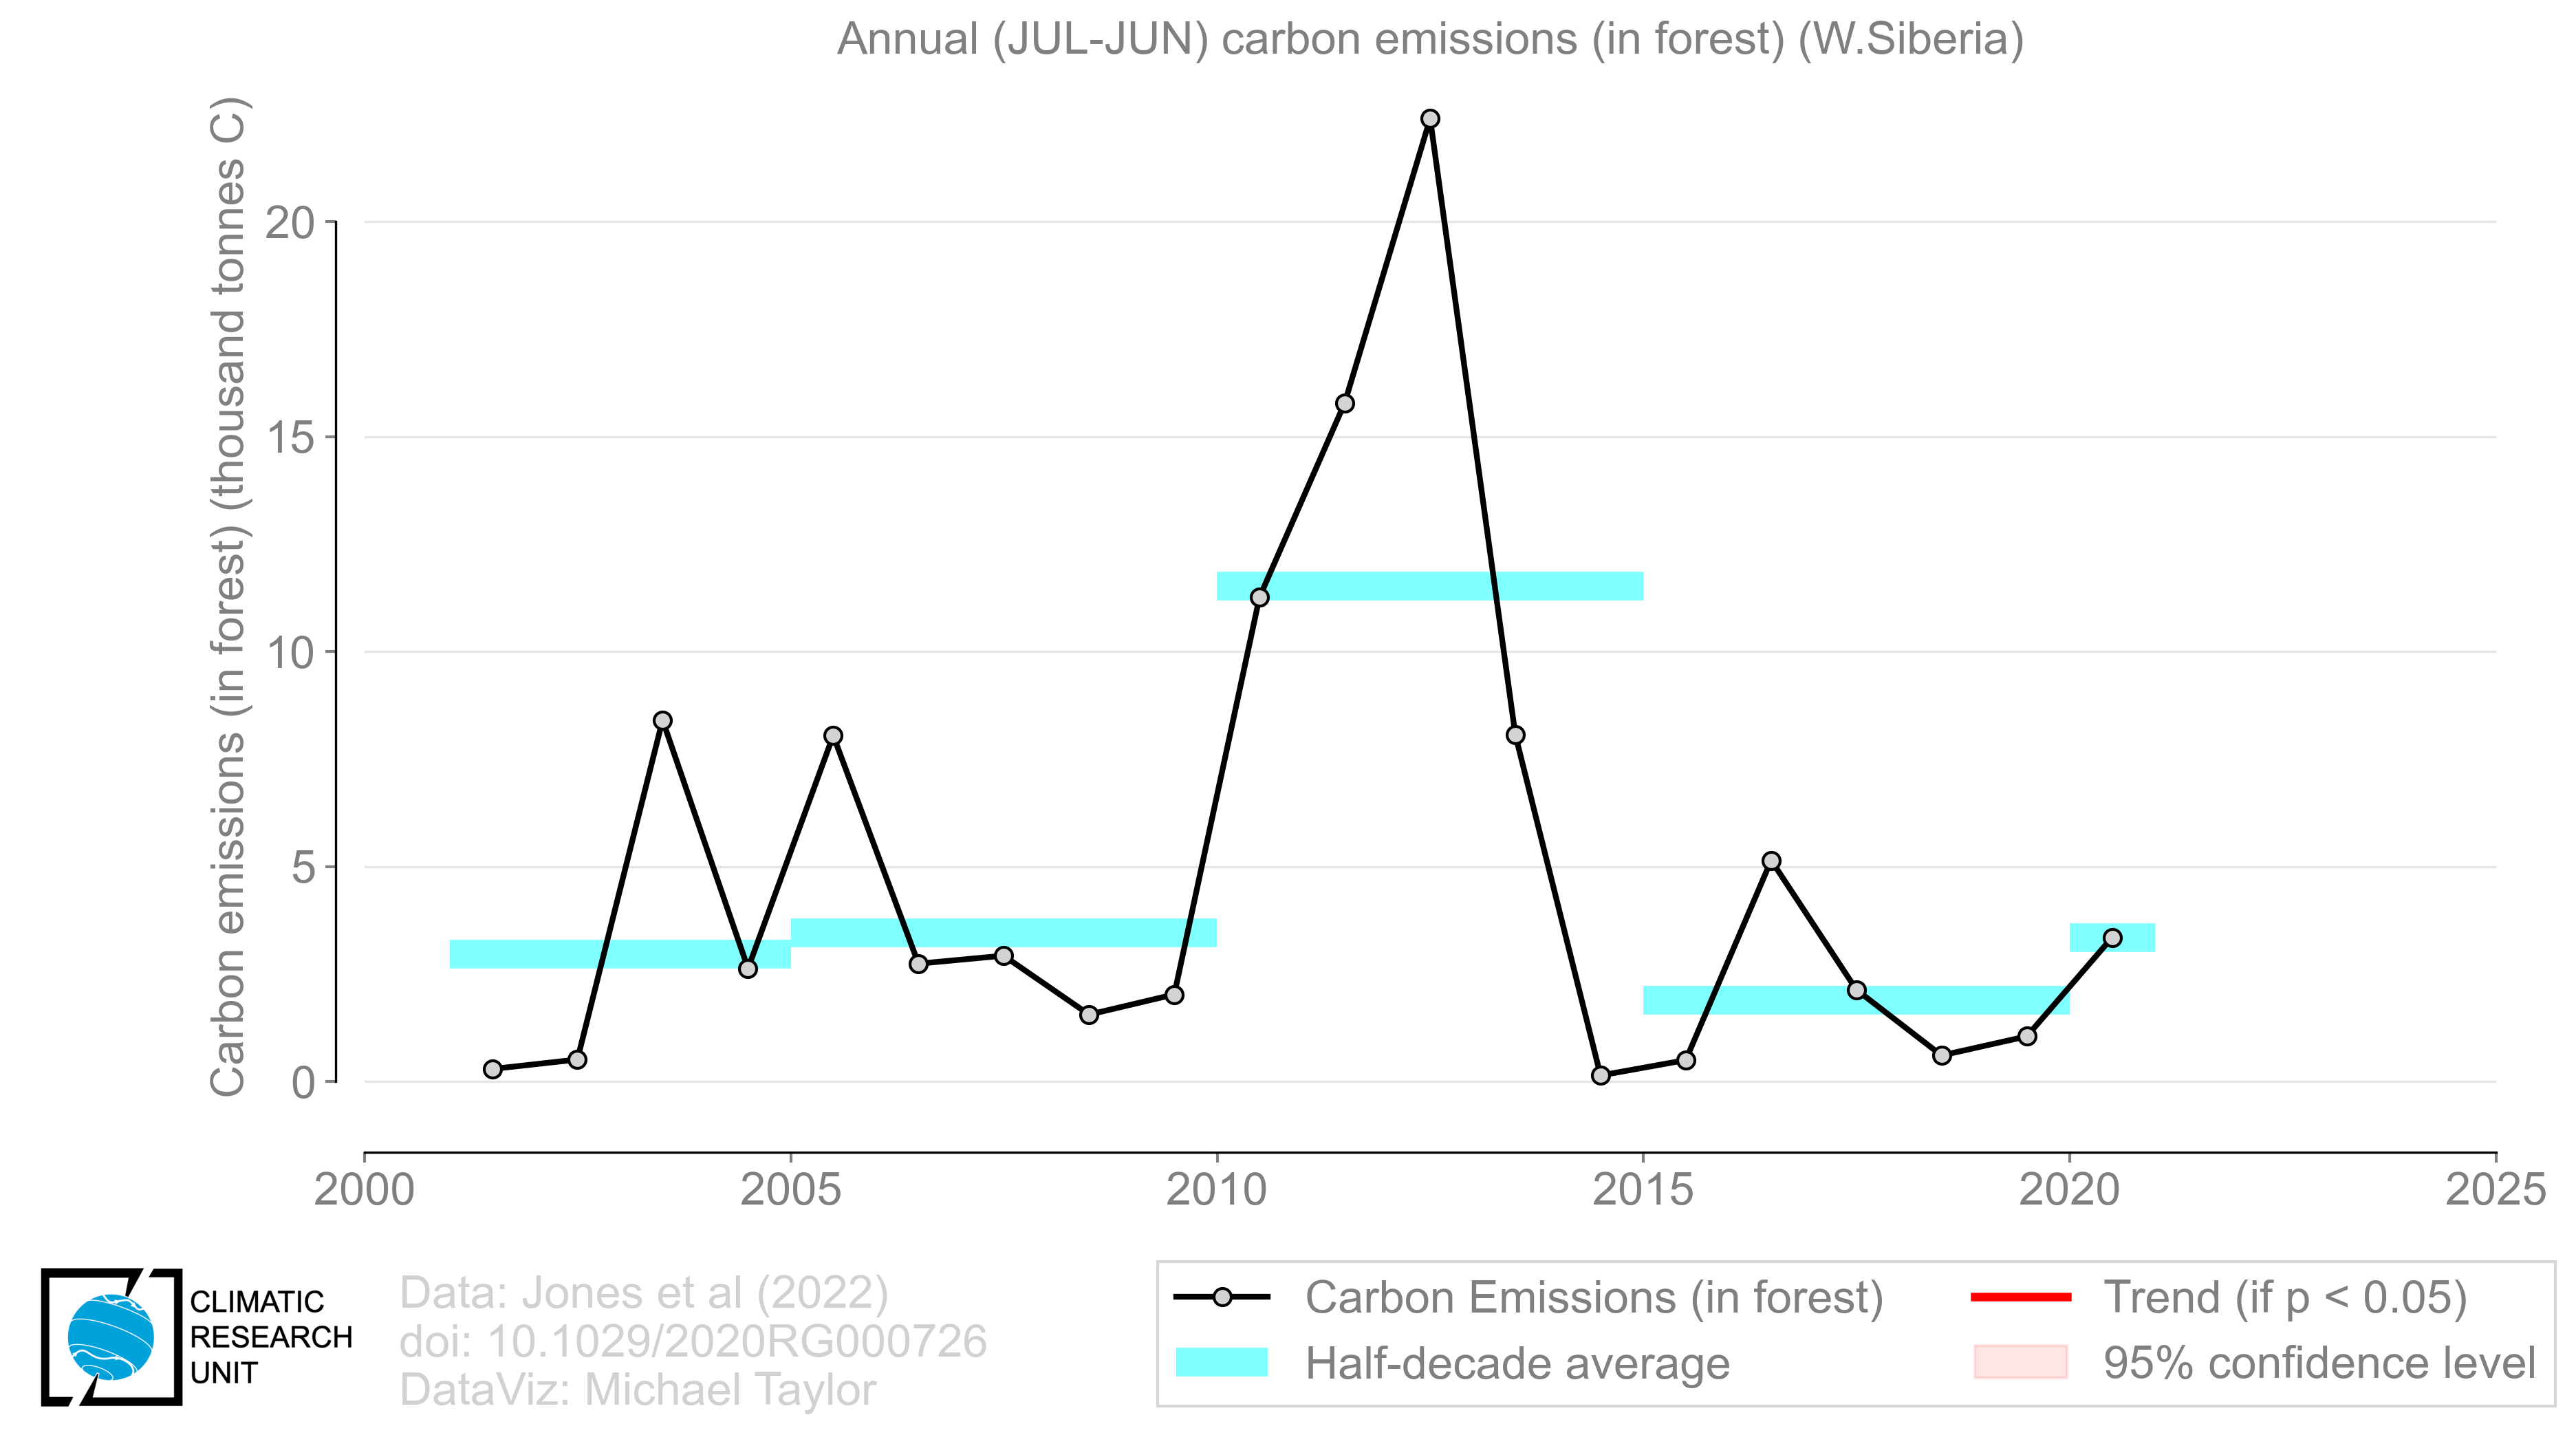 Annual (JUL-JUN) carbon emissions (in forest) (W.Siberia)
Carbon emissions (in forest) (thousand tonnes C)
20
15
10
5
0
2000 2005 2010 2015 2020 2025
CLIMATIC
RESEARCH
UNIT
Data: Jones et al (2022)
doi: 10.1029/2020RG000726
DataViz: Michael Taylor
Carbon Emissions (in forest)
Half-decade average
Trend (if p < 0.05)
95% confidence level